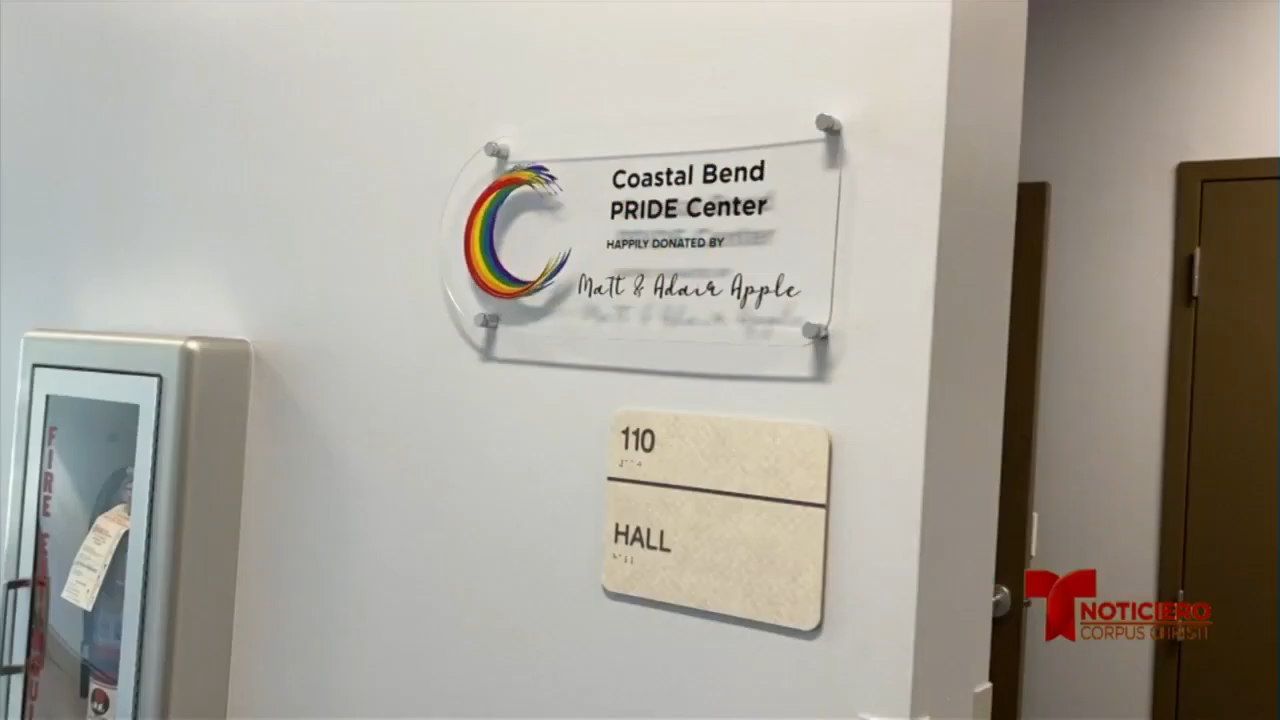 Coastal Bend
PRIDE Center
HAPPILY DONATED BY
Matt & Adair Apple
110
HALL
FIRE
NOTICIERO
CORPUS CHRISTI